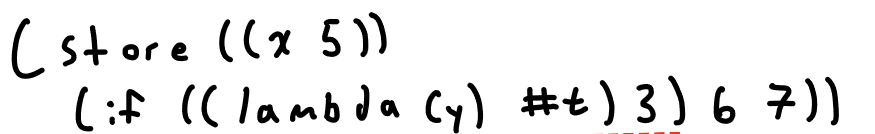 (store ((x 5))
(if ((lambda (y) #t) 3) 6 7))